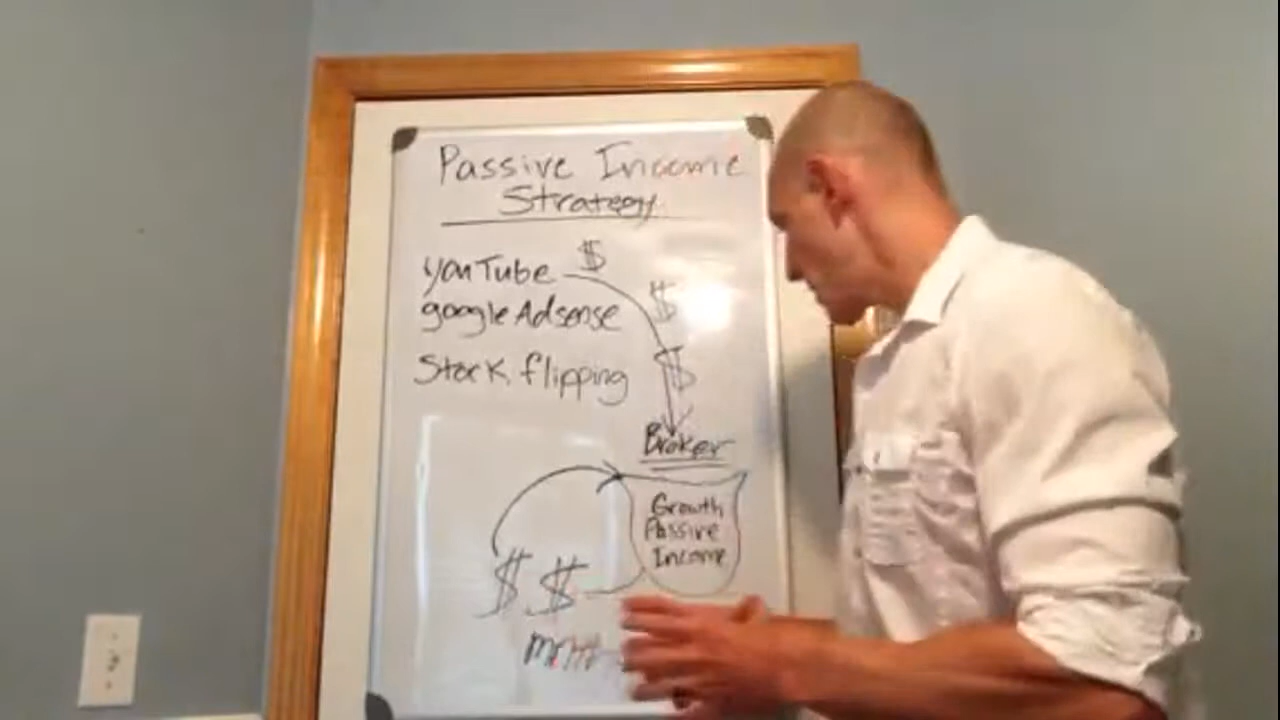 Passive Income
Strategy
$
youTube
$
google Adsense
$
Stock flipping
Broker
Growth
Passive
Income
$ $